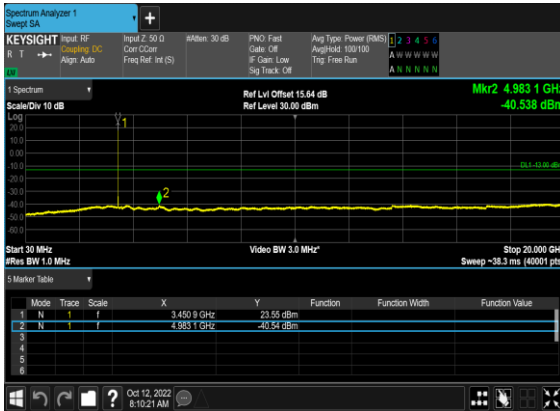 Spectrum Analyzer 1
Swept SA
KEYSIGHT Input: RF Input Z: 50 Ω #Atten: 30 dB PNO: Fast Avg Type: Power (RMS) 1 2 3 4 5 6
R T Coupling: DC Corr CCorr Gate: Off Avg|Hold: 100/100 A W W W W W
Align: Auto Freq Ref: Int (S) IF Gain: Low Trig: Free Run
Sig Track: Off A N N N N N
1 Spectrum Ref Lvl Offset 15.64 dB Mkr2 4.983 1 GHz
Scale/Div 10 dB Ref Level 30.00 dBm -40.538 dBm
Log
20.0
10.0
0.00
-10.0 DL1 -13.00 dBm
-20.0
-30.0
-40.0
-50.0
-60.0
1
2
Start 30 MHz Video BW 3.0 MHz* Stop 20.000 GHz
#Res BW 1.0 MHz Sweep ~38.3 ms (40001 pts)
5 Marker Table
Mode Trace Scale X Y Function Function Width Function Value
1 N 1 f 3.450 9 GHz 23.55 dBm
2 N 1 f 4.983 1 GHz -40.54 dBm
3
4
5
6
? Oct 12, 2022
8:10:21 AM